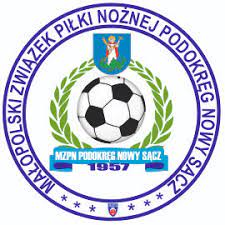 MAŁOPOLSKI ZWIĄZEK PIŁKI NOŻNEJ PODOKRĘG NOWY SĄCZ
MZPN PODOKRĘG NOWY SĄCZ
1957